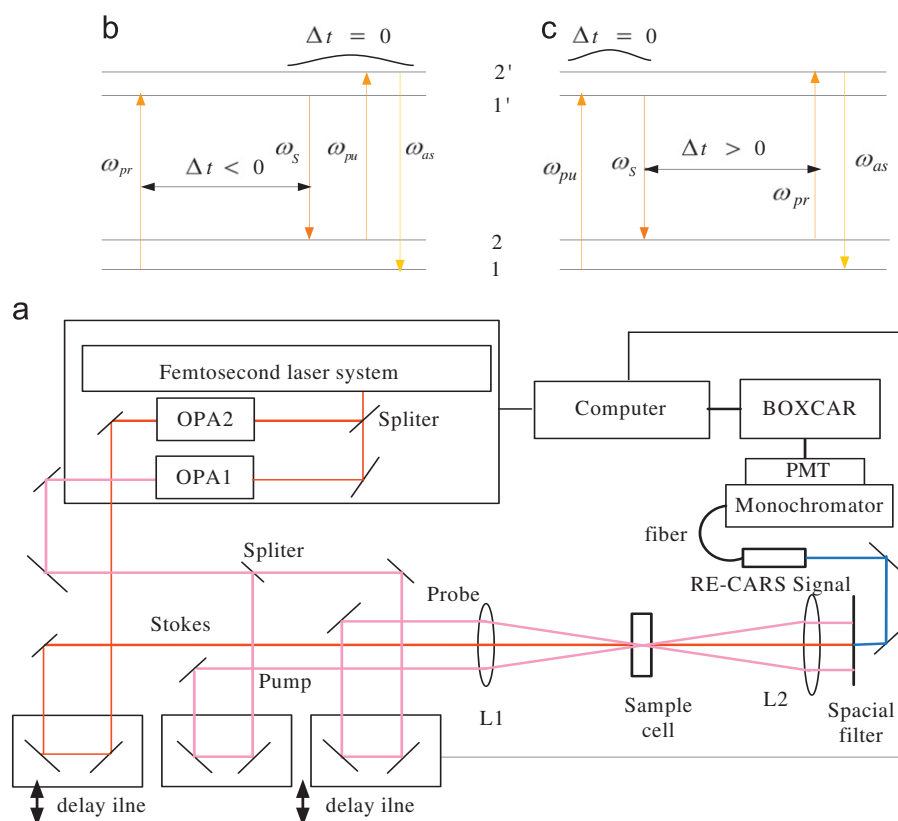 b
Δt = 0
ω_pr
Δt < 0
ω_S
ω_pu
ω_as
2'
1'
2
1
c
Δt = 0
ω_pu
ω_S
Δt > 0
ω_pr
ω_as
a
Femtosecond laser system
OPA2
Spliter
OPA1
Computer
BOXCAR
PMT
Monochromator
fiber
RE-CARS Signal
Spliter
Probe
Stokes
Pump
L1
Sample
cell
L2
Spacial
filter
delay ilne
delay ilne